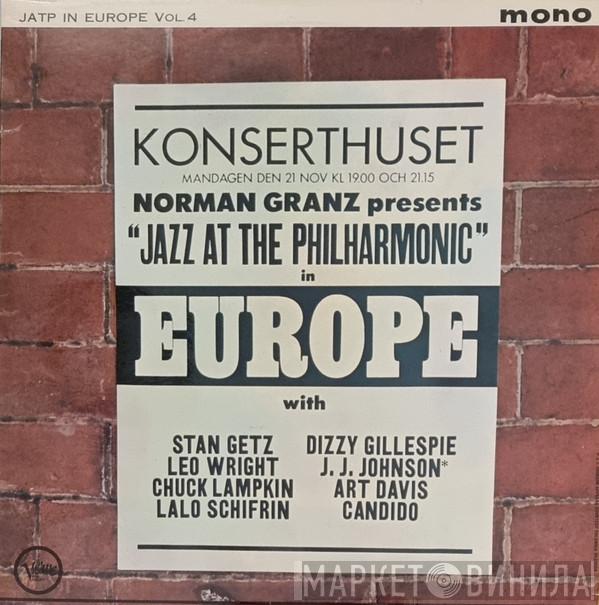 JATP IN EUROPE VOL. 4
mono
KONSERTHUSET
MANDAGEN DEN 21 NOV KL 19.00 OCH 21.15
NORMAN GRANZ presents
"JAZZ AT THE PHILHARMONIC"
in
EUROPE
with
STAN GETZ
LEO WRIGHT
CHUCK LAMPKIN
LALO SCHIFRIN
DIZZY GILLESPIE
J. J. JOHNSON*
ART DAVIS
CANDIDO
Verve
МАРКЕТ ВИНИЛА